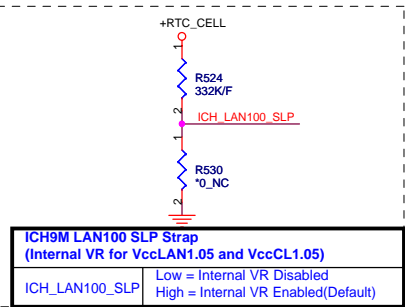 +RTC_CELL
1
R524
332K/F
2
ICH_LAN100_SLP
1
R530
*0_NC
2
ICH9M LAN100 SLP Strap
(Internal VR for VccLAN1.05 and VccCL1.05)
ICH_LAN100_SLP
Low = Internal VR Disabled
High = Internal VR Enabled(Default)